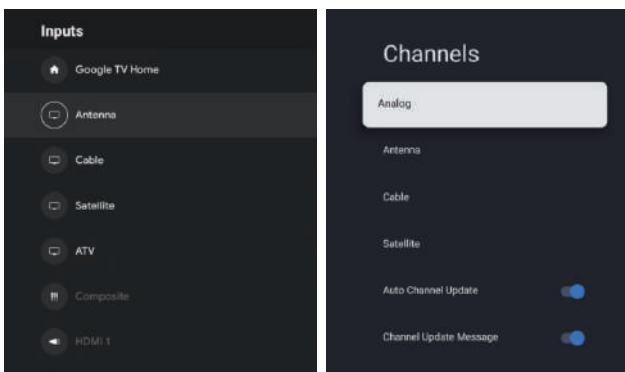 Inputs
Google TV Home
Antenna
Cable
Satellite
ATV
Composite
HDMI 1
Channels
Analog
Antenna
Cable
Satellite
Auto Channel Update
Channel Update Message